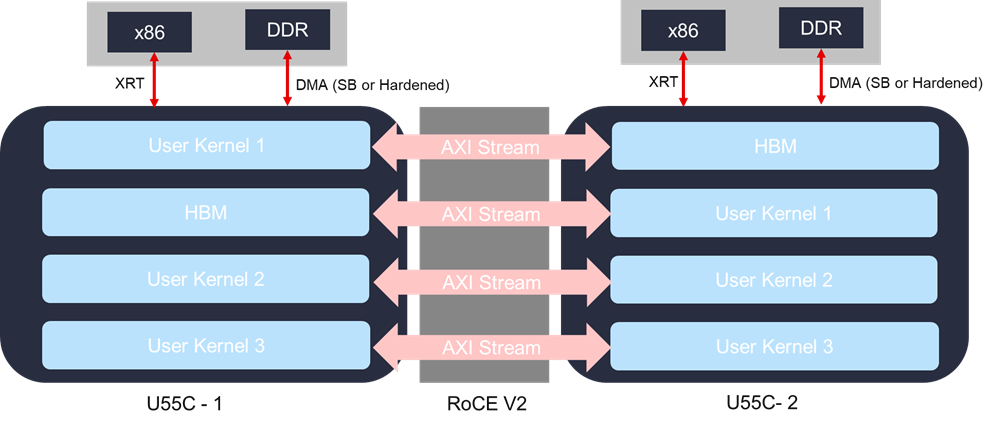 x86
DDR
x86
DDR
XRT
DMA (SB or Hardened)
XRT
DMA (SB or Hardened)
User Kernel 1
AXI Stream
HBM
HBM
AXI Stream
User Kernel 1
User Kernel 2
AXI Stream
User Kernel 2
User Kernel 3
AXI Stream
User Kernel 3
U55C - 1
RoCE V2
U55C- 2